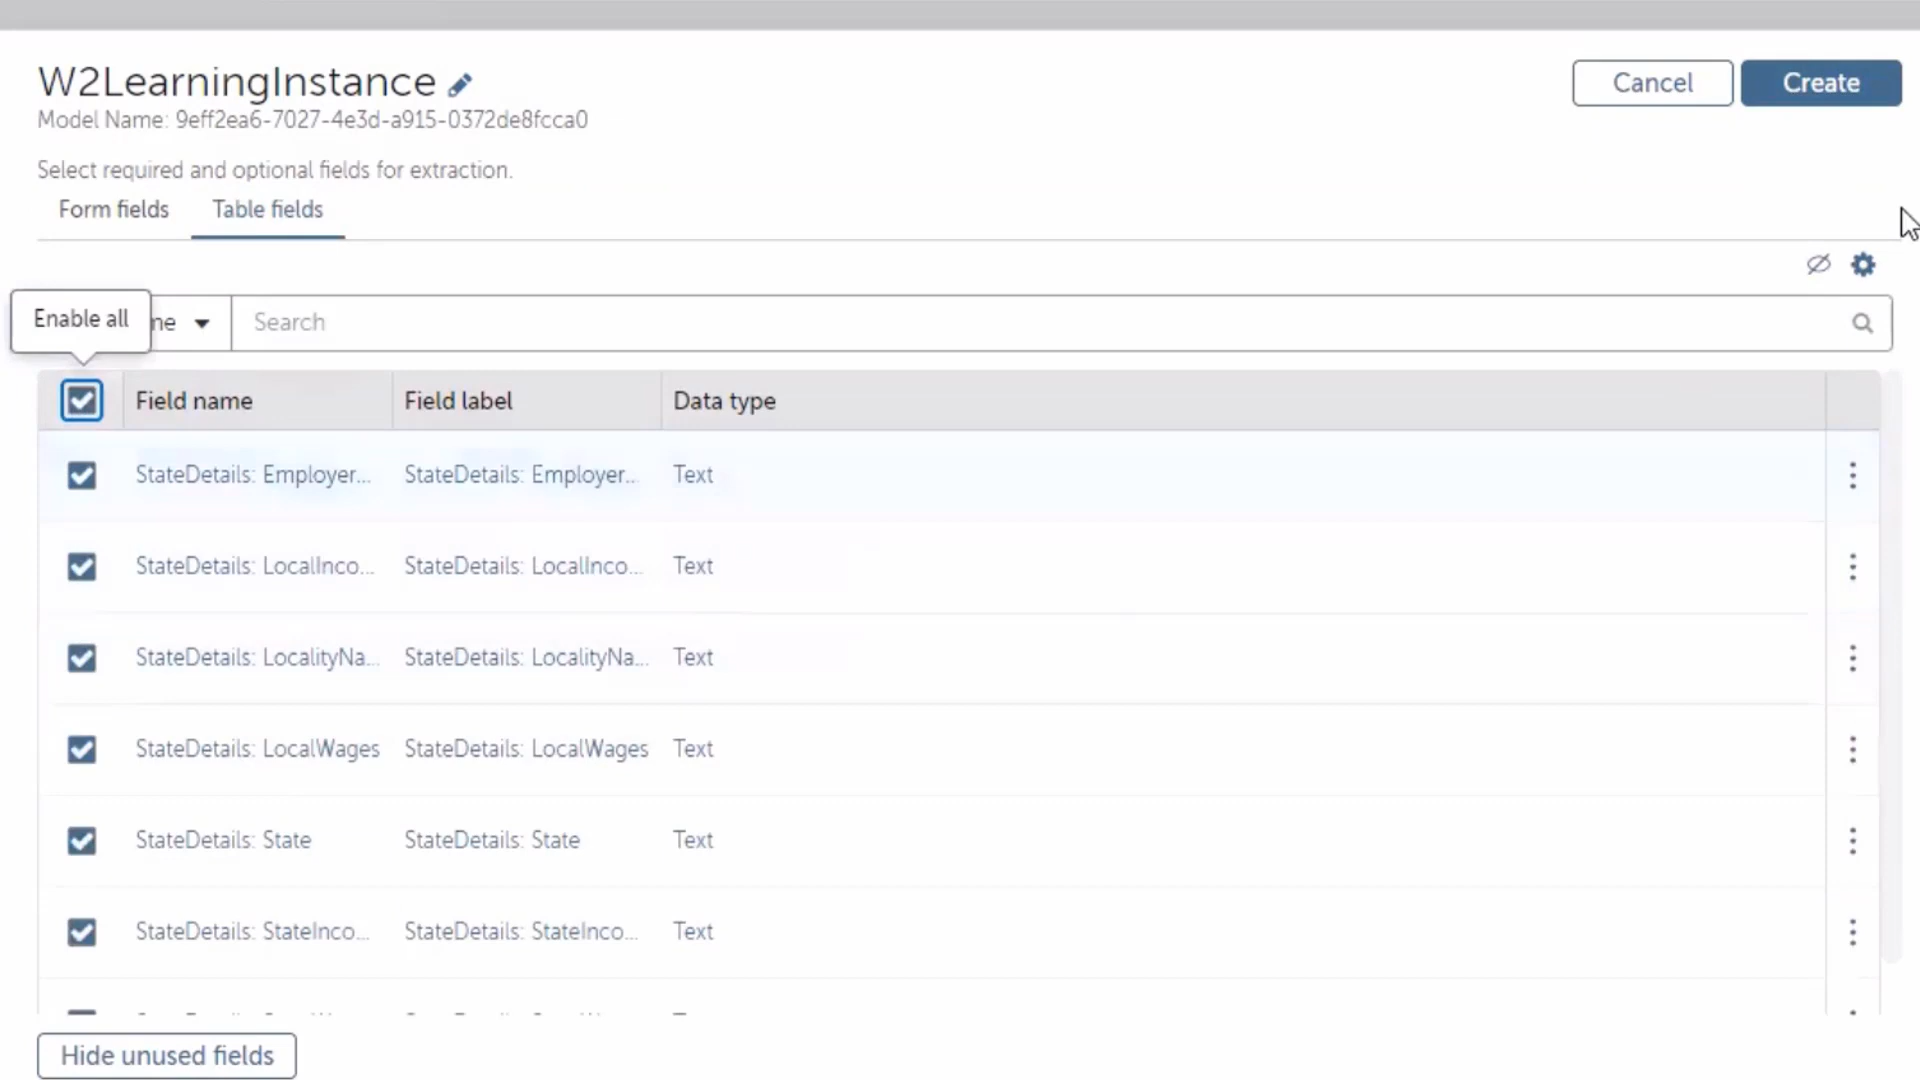 W2LearningInstance
Cancel
Create
Model Name: 9eff2ea6-7027-4e3d-a915-0372de8fcca0
Select required and optional fields for extraction.
Form fields
Table fields
Enable all
me
Search
Field name
Field label
Data type
StateDetails: Employer...
StateDetails: Employer...
Text
StateDetails: LocalInco...
StateDetails: LocalInco...
Text
StateDetails: LocalityNa...
StateDetails: LocalityNa...
Text
StateDetails: LocalWages
StateDetails: LocalWages
Text
StateDetails: State
StateDetails: State
Text
StateDetails: StateInco...
StateDetails: StateInco...
Text
Hide unused fields